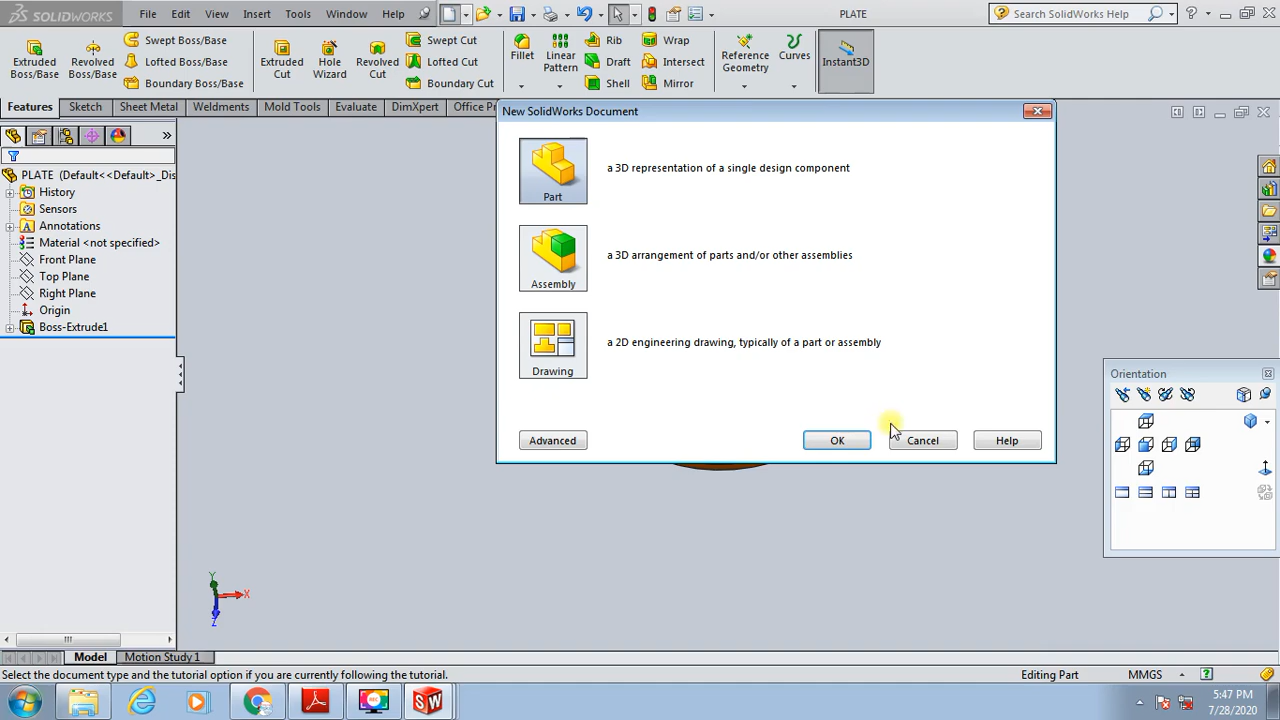 SOLIDWORKS File Edit View Insert Tools Window Help PLATE Search SolidWorks Help
Extruded Boss/Base
Revolved Boss/Base
Swept Boss/Base
Lofted Boss/Base
Boundary Boss/Base
Extruded Cut
Hole Wizard
Revolved Cut
Swept Cut
Lofted Cut
Boundary Cut
Fillet
Linear Pattern
Rib
Draft
Shell
Wrap
Intersect
Mirror
Reference Geometry
Curves
Instant3D
Features Sketch Sheet Metal Weldments Mold Tools Evaluate DimXpert Office P
New SolidWorks Document
Part
a 3D representation of a single design component
Assembly
a 3D arrangement of parts and/or other assemblies
Drawing
a 2D engineering drawing, typically of a part or assembly
Advanced OK Cancel Help
PLATE (Default<<Default>_Dis
History
Sensors
Annotations
Material <not specified>
Front Plane
Top Plane
Right Plane
Origin
Boss-Extrude1
Orientation
Y
X
Z
Model Motion Study 1
Select the document type and the tutorial option if you are currently following the tutorial. Editing Part MMGS
5:47 PM
7/28/2020